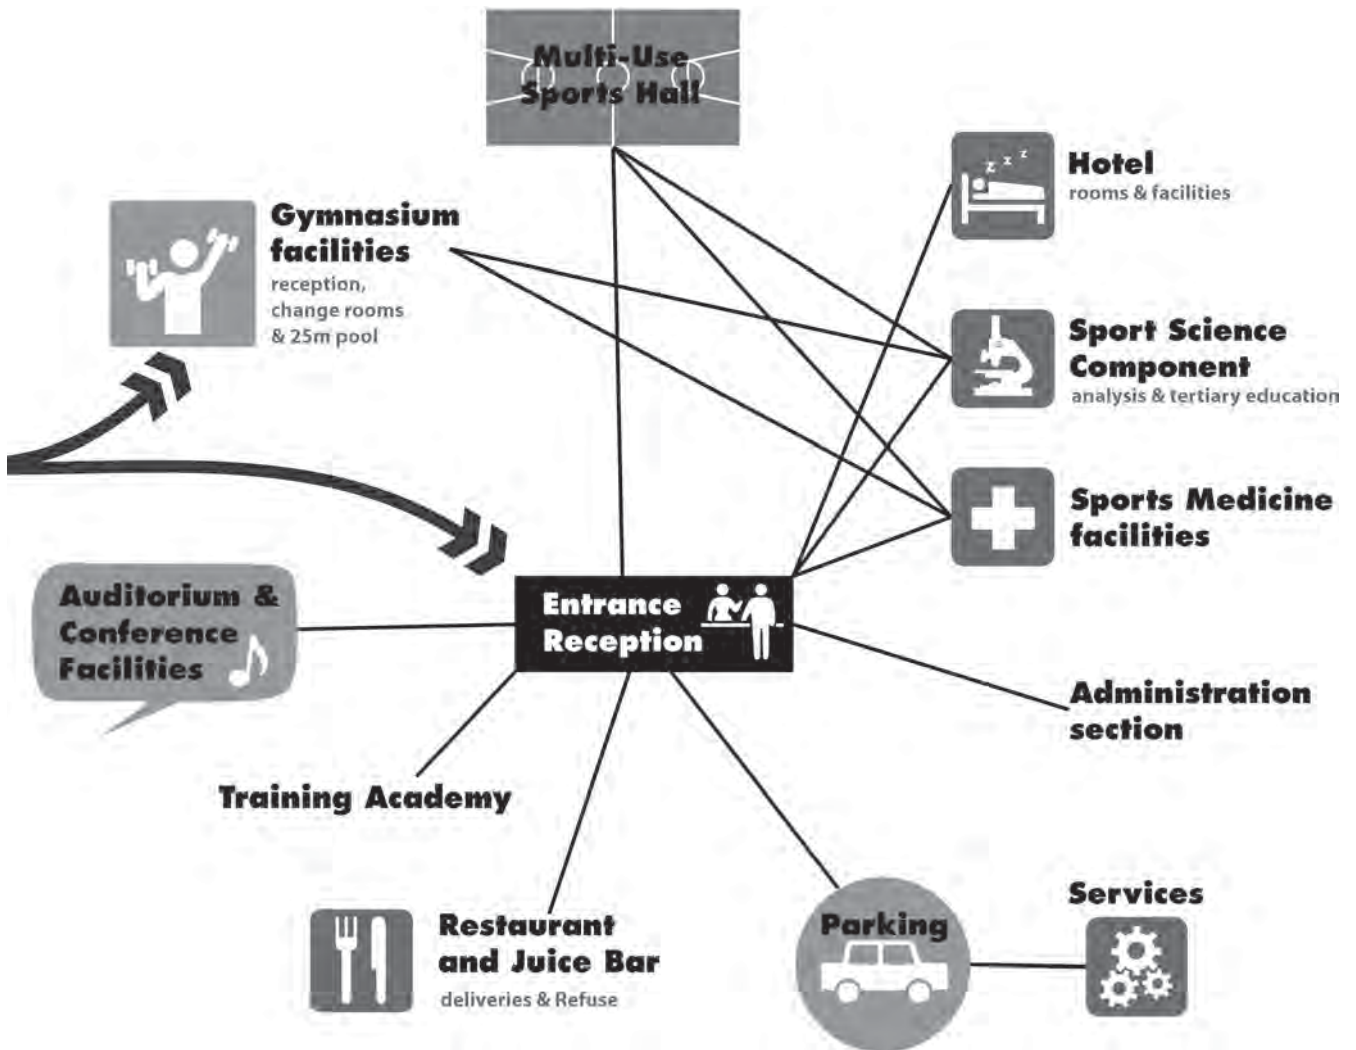 Multi-Use
Sports Hall
Hotel
rooms & facilities
Gymnasium
facilities
reception,
change rooms
& 25m pool
z z z
Sport Science
Component
analysis & tertiary education
Sports Medicine
facilities
Auditorium &
Conference
Facilities
Entrance
Reception
Administration
section
Training Academy
Restaurant
and Juice Bar
deliveries & Refuse
Parking
Services